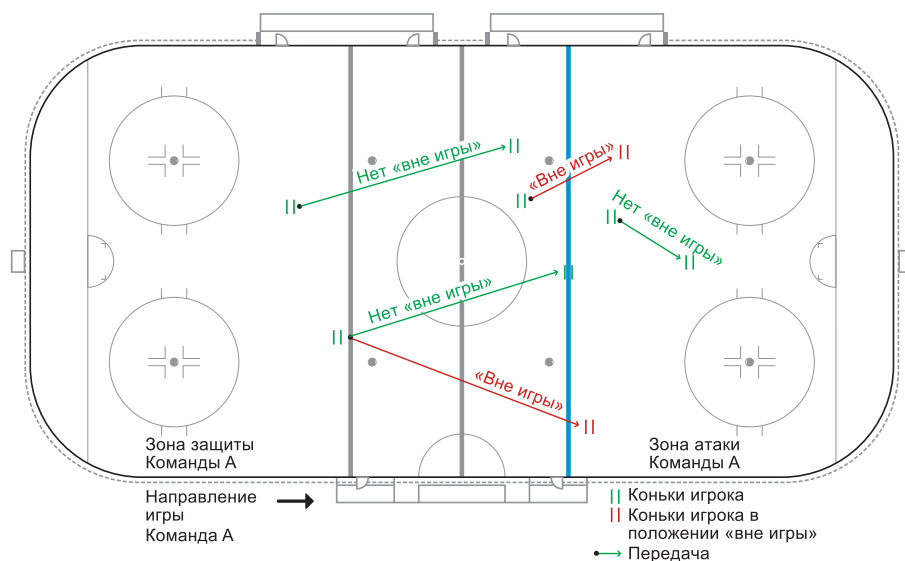 Нет «вне игры»
«Вне игры»
Нет «вне игры»
Нет «вне игры»
«Вне игры»
Зона защиты
Команды А
Зона атаки
Команды А
Направление
игры
Команда А
Коньки игрока
Коньки игрока в
положении «вне игры»
Передача